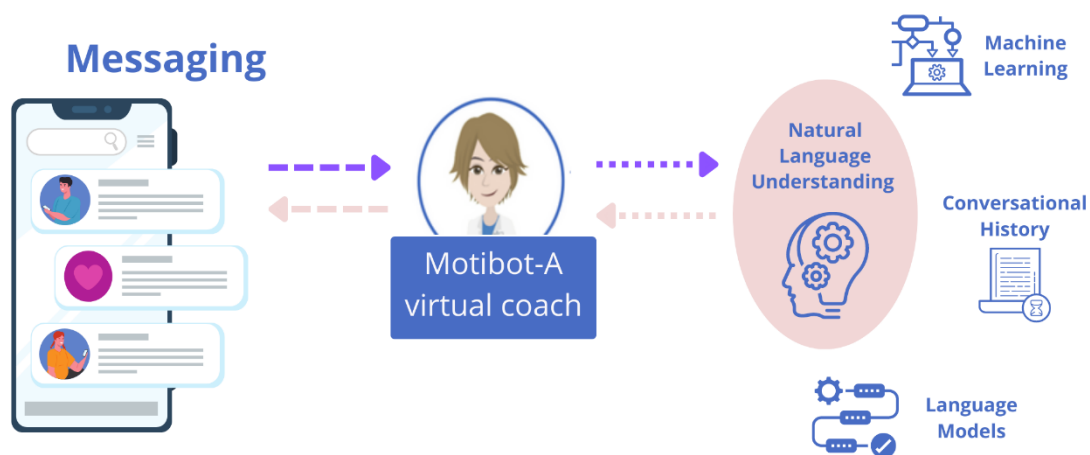 Messaging
Motibot-A
virtual coach
Natural
Language
Understanding
Machine
Learning
Conversational
History
Language
Models